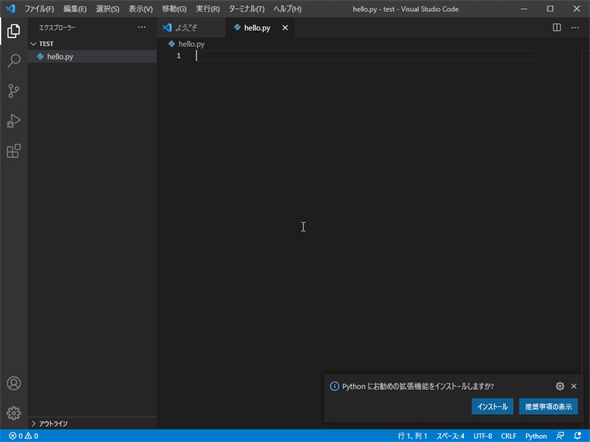 ファイル(F) 編集(E) 選択(S) 表示(V) 移動(G) 実行(R) ターミナル(T) ヘルプ(H) hello.py - test - Visual Studio Code
エクスプローラー ···
ようこそ
hello.py
TEST
hello.py
hello.py
1
Python にお勧めの拡張機能をインストールしますか?
インストール
推奨事項の表示
アウトライン
0 0 行 1、列 1 スペース: 4 UTF-8 CRLF Python